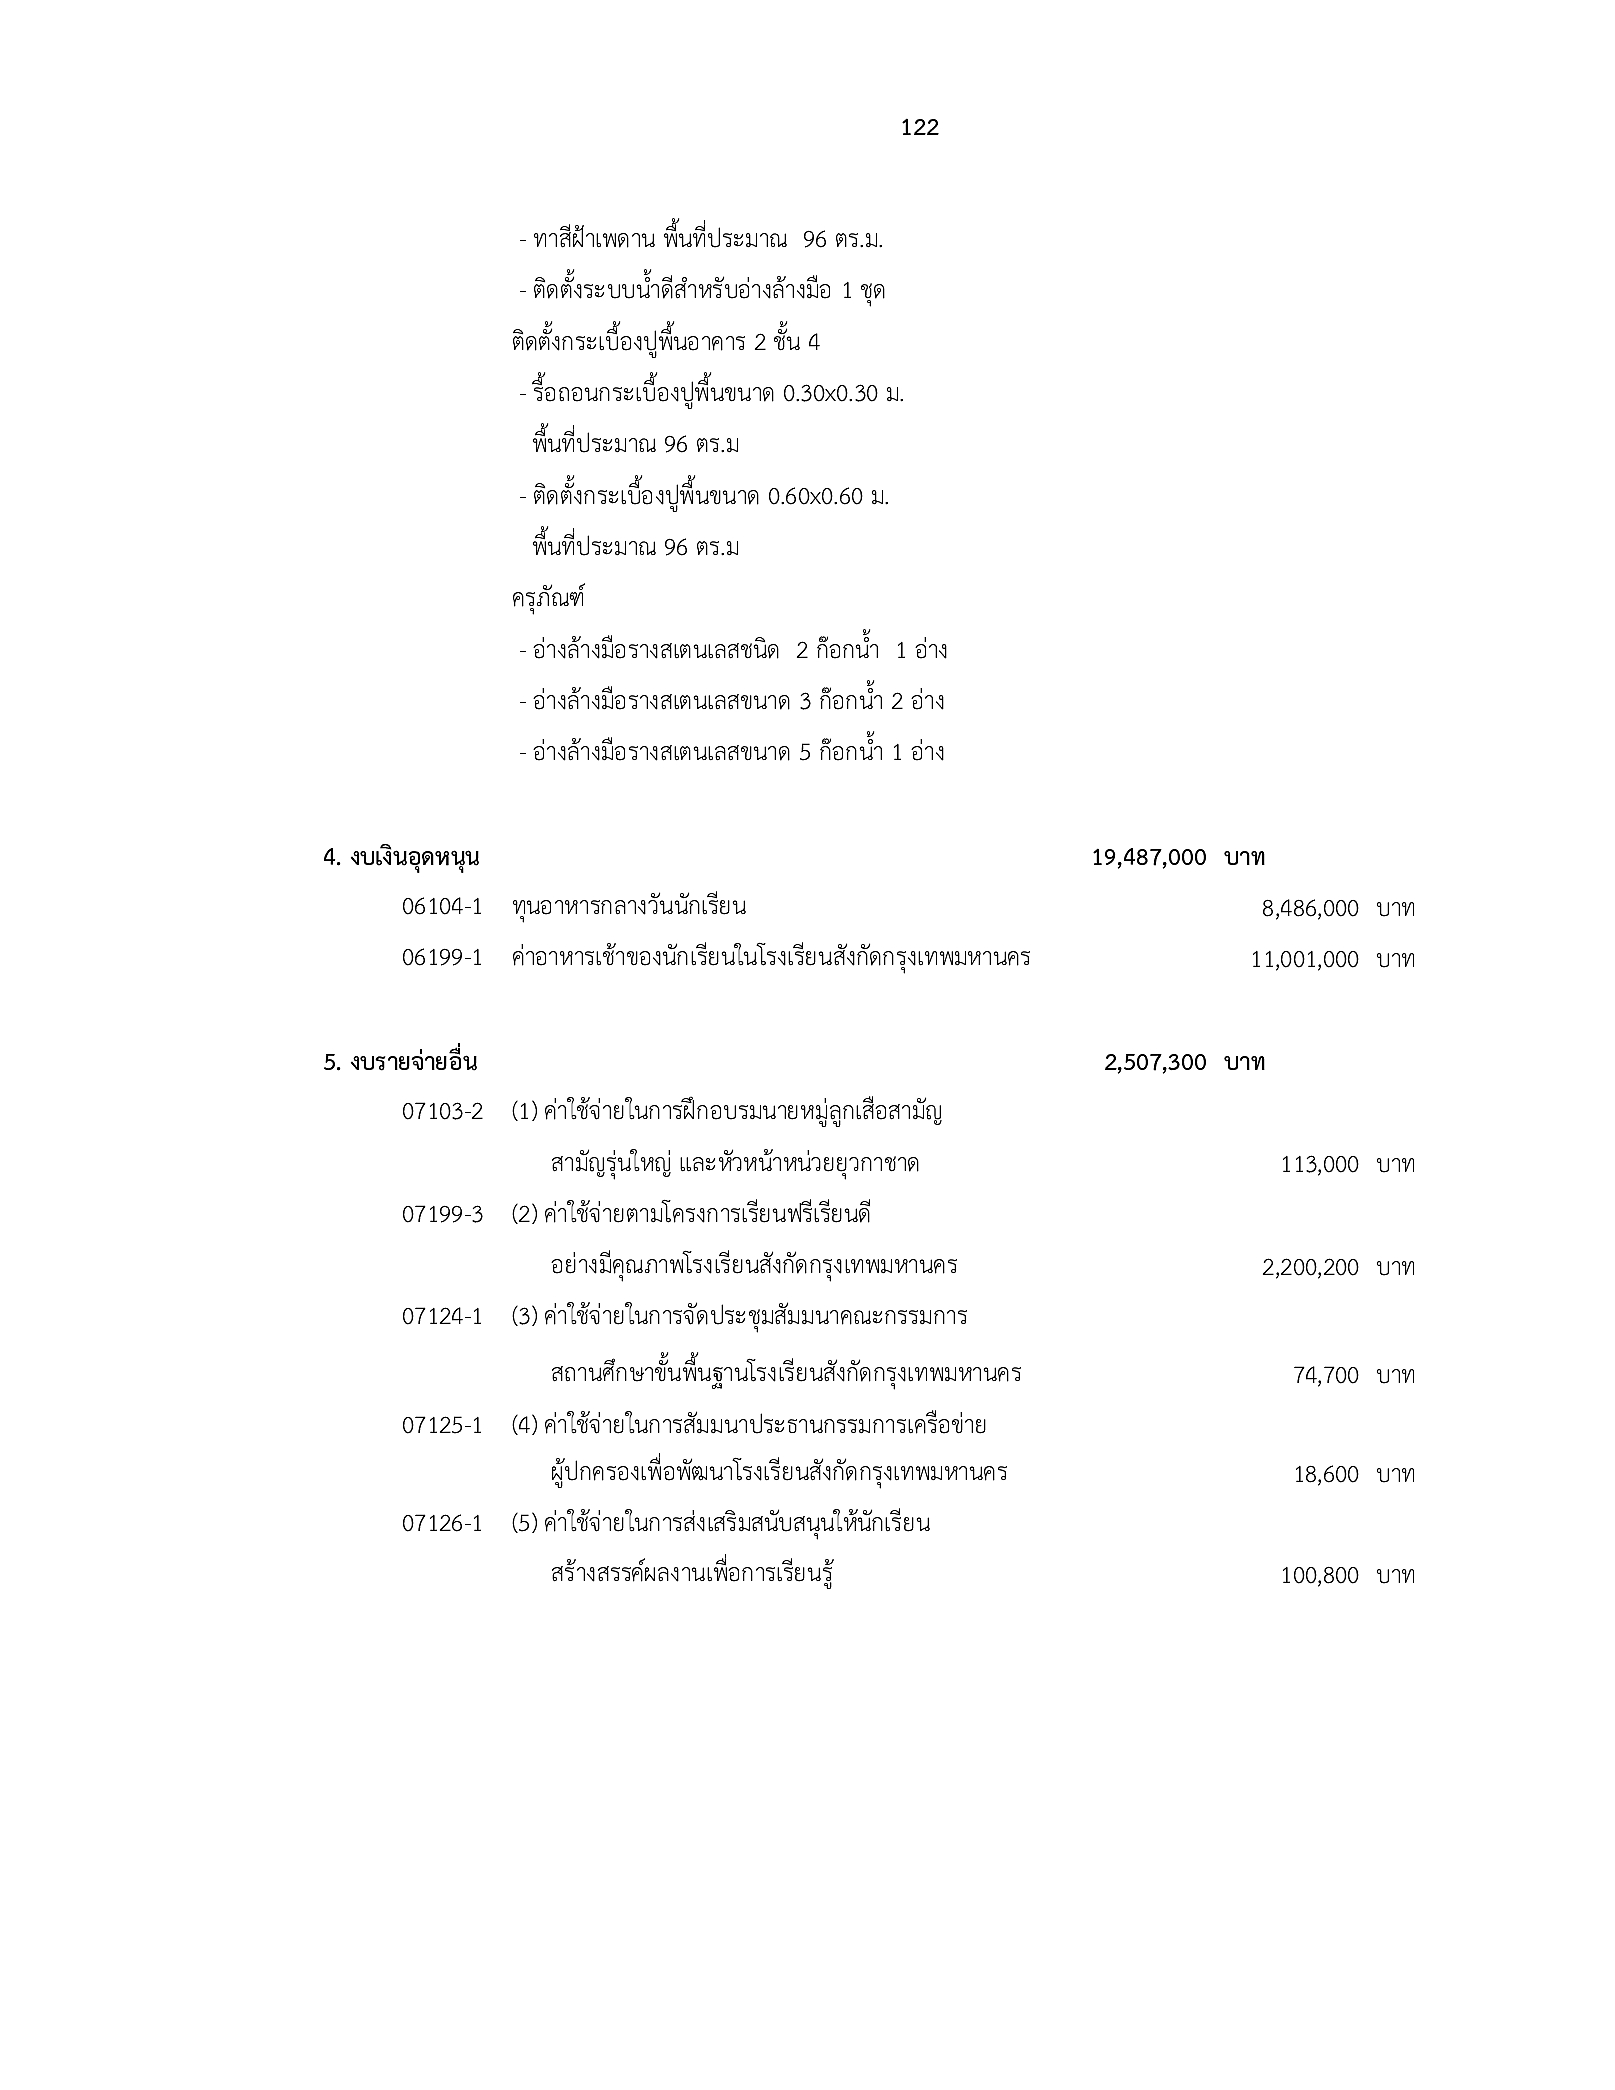 122
- ทาสีฝ้าเพดาน พื้นที่ประมาณ  96 ตร.ม.
- ติดตั้งระบบน้ำดีสำหรับอ่างล้างมือ 1 ชุด
ติดตั้งกระเบื้องปูพื้นอาคาร 2 ชั้น 4
- รื้อถอนกระเบื้องปูพื้นขนาด 0.30x0.30 ม.
พื้นที่ประมาณ 96 ตร.ม
- ติดตั้งกระเบื้องปูพื้นขนาด 0.60x0.60 ม.
พื้นที่ประมาณ 96 ตร.ม
ครุภัณฑ์
- อ่างล้างมือรางสเตนเลสชนิด  2 ก๊อกน้ำ  1 อ่าง
- อ่างล้างมือรางสเตนเลสขนาด 3 ก๊อกน้ำ 2 อ่าง
- อ่างล้างมือรางสเตนเลสขนาด 5 ก๊อกน้ำ 1 อ่าง
4. งบเงินอุดหนุน 19,487,000 บาท
06104-1 ทุนอาหารกลางวันนักเรียน 8,486,000 บาท
06199-1 ค่าอาหารเช้าของนักเรียนในโรงเรียนสังกัดกรุงเทพมหานคร 11,001,000 บาท
5. งบรายจ่ายอื่น 2,507,300 บาท
07103-2 (1) ค่าใช้จ่ายในการฝึกอบรมนายหมู่ลูกเสือสามัญ
สามัญรุ่นใหญ่ และหัวหน้าหน่วยยุวกาชาด 113,000 บาท
07199-3 (2) ค่าใช้จ่ายตามโครงการเรียนฟรีเรียนดี
อย่างมีคุณภาพโรงเรียนสังกัดกรุงเทพมหานคร 2,200,200 บาท
07124-1 (3) ค่าใช้จ่ายในการจัดประชุมสัมมนาคณะกรรมการ
สถานศึกษาขั้นพื้นฐานโรงเรียนสังกัดกรุงเทพมหานคร 74,700 บาท
07125-1 (4) ค่าใช้จ่ายในการสัมมนาประธานกรรมการเครือข่าย
ผู้ปกครองเพื่อพัฒนาโรงเรียนสังกัดกรุงเทพมหานคร 18,600 บาท
07126-1 (5) ค่าใช้จ่ายในการส่งเสริมสนับสนุนให้นักเรียน
สร้างสรรค์ผลงานเพื่อการเรียนรู้ 100,800 บาท